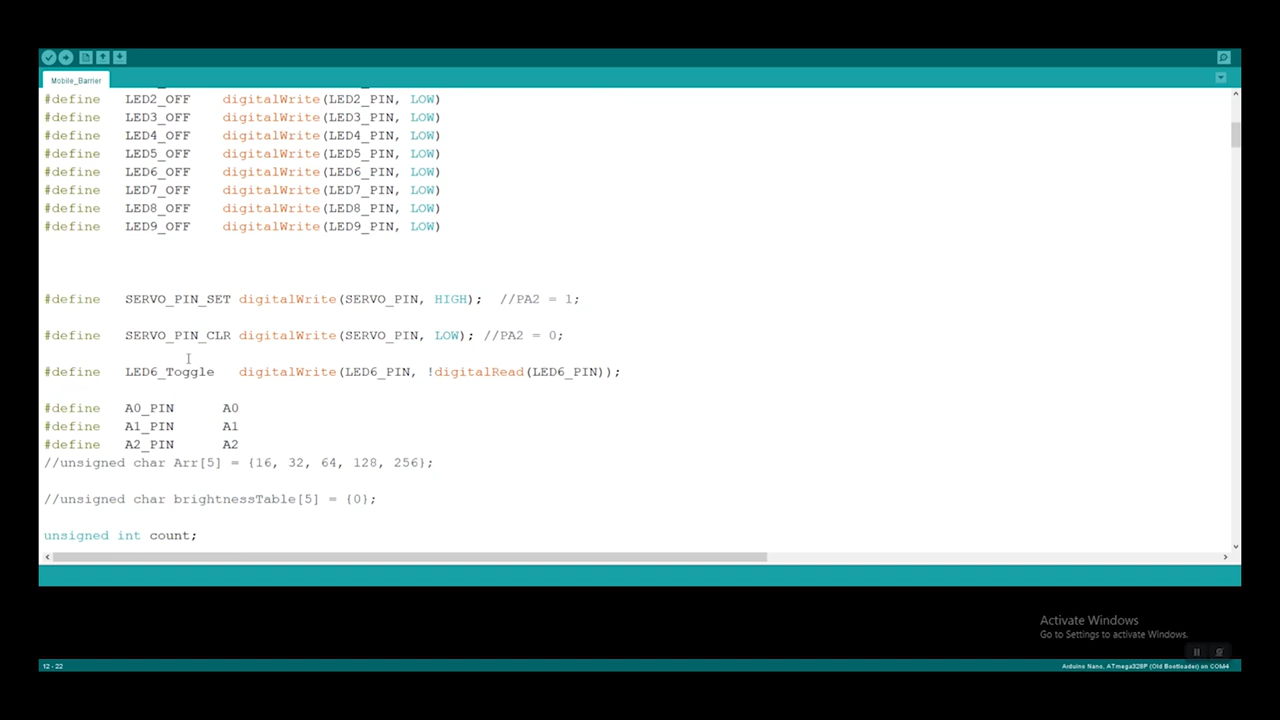 Mobile_Barrier
#define LED2_OFF digitalWrite(LED2_PIN, LOW)
#define LED3_OFF digitalWrite(LED3_PIN, LOW)
#define LED4_OFF digitalWrite(LED4_PIN, LOW)
#define LED5_OFF digitalWrite(LED5_PIN, LOW)
#define LED6_OFF digitalWrite(LED6_PIN, LOW)
#define LED7_OFF digitalWrite(LED7_PIN, LOW)
#define LED8_OFF digitalWrite(LED8_PIN, LOW)
#define LED9_OFF digitalWrite(LED9_PIN, LOW)
#define SERVO_PIN_SET digitalWrite(SERVO_PIN, HIGH); //PA2 = 1;
#define SERVO_PIN_CLR digitalWrite(SERVO_PIN, LOW); //PA2 = 0;
#define LED6_Toggle digitalWrite(LED6_PIN, !digitalRead(LED6_PIN));
#define A0_PIN A0
#define A1_PIN A1
#define A2_PIN A2
//unsigned char Arr[5] = {16, 32, 64, 128, 256};
//unsigned char brightnessTable[5] = {0};
unsigned int count;
Activate Windows
Go to Settings to activate Windows.
12 - 22
Arduino Nano, ATmega328P (Old Bootloader) on COM4